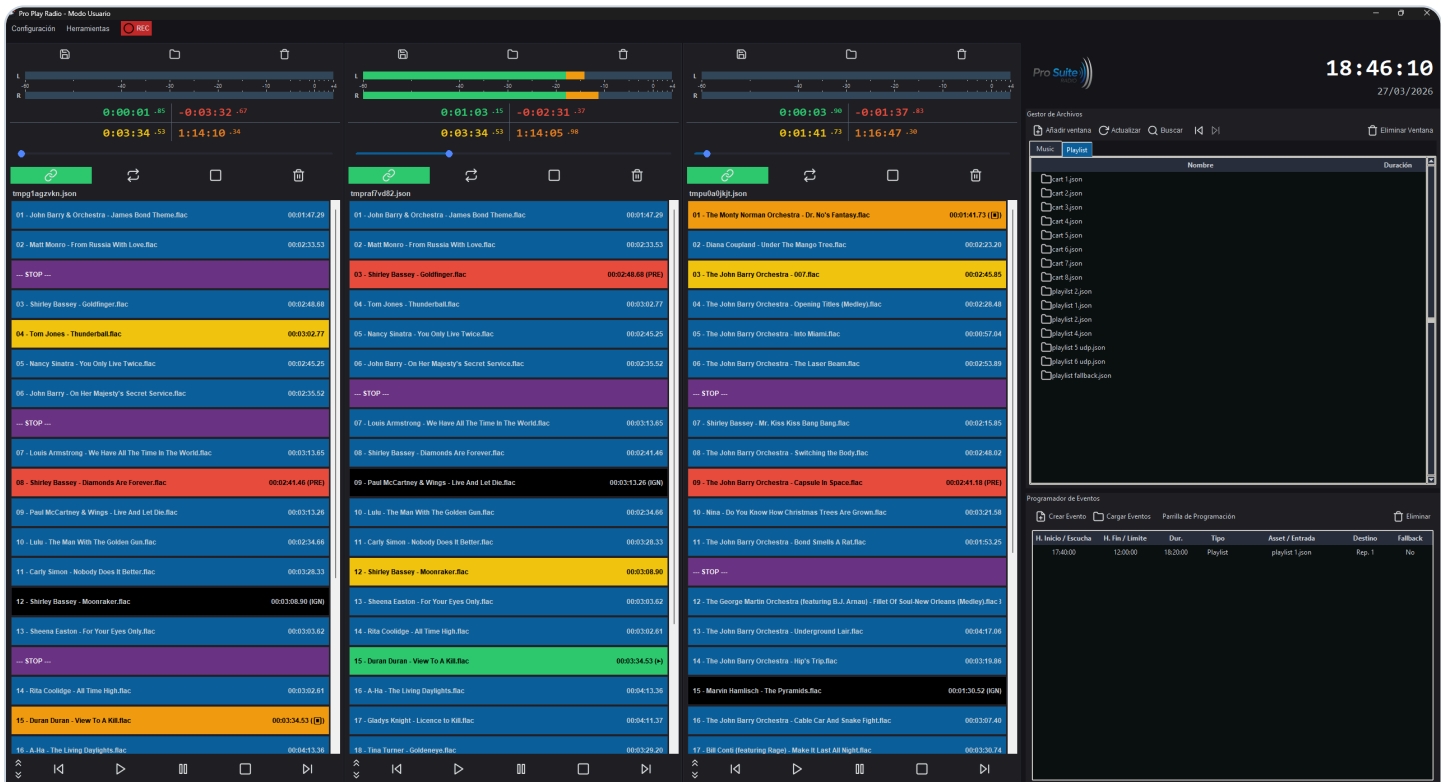 Pro Play Radio - Modo Usuario
Configuración Herramientas REC
L
-60 -40 -30 -20 -10 0 +4
R
0:00:01 .85 -0:03:32 .67
0:03:34 .53 1:14:10 .34
tmpg1agzvkn.json
01 - John Barry & Orchestra - James Bond Theme.flac 00:01:47.29
02 - Matt Monro - From Russia With Love.flac 00:02:33.53
--- STOP ---
03 - Shirley Bassey - Goldfinger.flac 00:02:48.68
04 - Tom Jones - Thunderball.flac 00:03:02.77
05 - Nancy Sinatra - You Only Live Twice.flac 00:02:45.25
06 - John Barry - On Her Majesty's Secret Service.flac 00:02:35.52
--- STOP ---
07 - Louis Armstrong - We Have All The Time In The World.flac 00:03:13.65
08 - Shirley Bassey - Diamonds Are Forever.flac 00:02:41.46 (PRE)
09 - Paul McCartney & Wings - Live And Let Die.flac 00:03:13.26
10 - Lulu - The Man With The Golden Gun.flac 00:02:34.66
11 - Carly Simon - Nobody Does It Better.flac 00:03:28.33
12 - Shirley Bassey - Moonraker.flac 00:03:08.90 (IGN)
13 - Sheena Easton - For Your Eyes Only.flac 00:03:03.62
--- STOP ---
14 - Rita Coolidge - All Time High.flac 00:03:02.61
15 - Duran Duran - View To A Kill.flac 00:03:34.53
16 - A-Ha - The Living Daylights.flac 00:04:13.36
L
-60 -40 -30 -20 -10 0 +4
R
0:01:03 .15 -0:02:31 .37
0:03:34 .53 1:14:05 .98
tmpraf7vd82.json
01 - John Barry & Orchestra - James Bond Theme.flac 00:01:47.29
02 - Matt Monro - From Russia With Love.flac 00:02:33.53
03 - Shirley Bassey - Goldfinger.flac 00:02:48.68 (PRE)
04 - Tom Jones - Thunderball.flac 00:03:02.77
05 - Nancy Sinatra - You Only Live Twice.flac 00:02:45.25
06 - John Barry - On Her Majesty's Secret Service.flac 00:02:35.52
--- STOP ---
07 - Louis Armstrong - We Have All The Time In The World.flac 00:03:13.65
08 - Shirley Bassey - Diamonds Are Forever.flac 00:02:41.46
09 - Paul McCartney & Wings - Live And Let Die.flac 00:03:13.26 (IGN)
10 - Lulu - The Man With The Golden Gun.flac 00:02:34.66
11 - Carly Simon - Nobody Does It Better.flac 00:03:28.33
12 - Shirley Bassey - Moonraker.flac 00:03:08.90
13 - Sheena Easton - For Your Eyes Only.flac 00:03:03.62
14 - Rita Coolidge - All Time High.flac 00:03:02.61
15 - Duran Duran - View To A Kill.flac 00:03:34.53
16 - A-Ha - The Living Daylights.flac 00:04:13.36
17 - Gladys Knight - Licence to Kill.flac 00:04:11.37
18 - Tina Turner - Goldeneye.flac 00:03:29.20
L
-60 -40 -30 -20 -10 0 +4
R
0:00:03 .90 -0:01:37 .83
0:01:41 .73 1:16:47 .30
tmpu0a0jkjt.json
01 - The Monty Norman Orchestra - Dr. No's Fantasy.flac 00:01:41.73
02 - Diana Coupland - Under The Mango Tree.flac 00:02:23.20
03 - The John Barry Orchestra - 007.flac 00:02:45.85
04 - The John Barry Orchestra - Opening Titles (Medley).flac 00:02:28.48
05 - The John Barry Orchestra - Into Miami.flac 00:00:57.04
06 - The John Barry Orchestra - The Laser Beam.flac 00:02:53.89
--- STOP ---
07 - Shirley Bassey - Mr. Kiss Kiss Bang Bang.flac 00:02:15.85
08 - The John Barry Orchestra - Switching the Body.flac 00:02:48.02
09 - The John Barry Orchestra - Capsule In Space.flac 00:02:41.18 (PRE)
10 - Nina - Do You Know How Christmas Trees Are Grown.flac 00:03:21.58
11 - The John Barry Orchestra - Bond Smells A Rat.flac 00:01:53.25
--- STOP ---
12 - The George Martin Orchestra (featuring B.J. Arnau) - Fillet Of Soul-New Orleans (Medley).flac
13 - The John Barry Orchestra - Underground Lair.flac 00:04:17.06
14 - The John Barry Orchestra - Hip's Trip.flac 00:03:19.86
15 - Marvin Hamlisch - The Pyramids.flac 00:01:30.52 (IGN)
16 - The John Barry Orchestra - Cable Car And Snake Fight.flac 00:03:07.40
17 - Bill Conti (featuring Rage) - Make It Last All Night.flac 00:03:30.74
Pro Suite
RADIO
18:46:10
27/03/2026
Gestor de Archivos
Añadir ventana Actualizar Buscar Eliminar Ventana
Music Playlist
Nombre Duración
cart 1.json
cart 2.json
cart 3.json
cart 4.json
cart 5.json
cart 6.json
cart 7.json
cart 8.json
playilst 2.json
playlist 1.json
playlist 2.json
playlist 4.json
playlist 5 udp.json
playlist 6 udp.json
playlist fallback.json
Programador de Eventos
Crear Evento Cargar Eventos Parrilla de Programación Eliminar
H. Inicio / Escucha H. Fin / Límite Dur. Tipo Asset / Entrada Destino Fallback
17:40:00 12:00:00 18:20:00 Playlist playlist 1.json Rep. 1 No